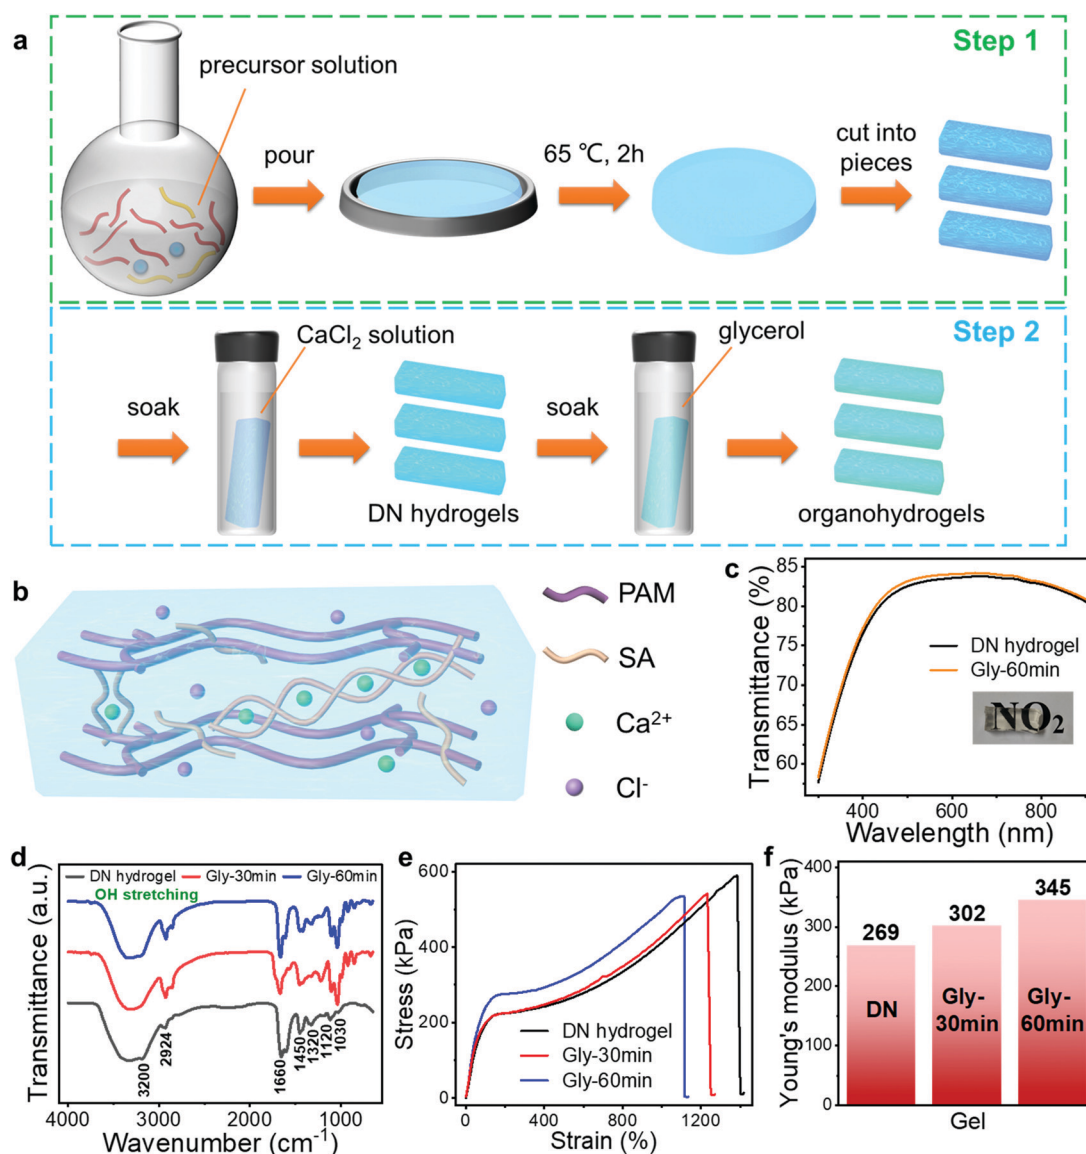 a
Step 1
precursor solution
pour
65 ℃, 2h
cut into
pieces
Step 2
CaCl₂ solution
glycerol
soak
soak
DN hydrogels
organohydrogels
b
PAM
SA
Ca²⁺
Cl⁻
c
Transmittance (%)
85
80
75
70
65
60
DN hydrogel
Gly-60min
NO₂
400
600
800
Wavelength (nm)
d
DN hydrogel
Gly-30min
Gly-60min
OH stretching
Transmittance (a.u.)
3200
2924
1660
1450
1320
1120
1030
4000
3000
2000
1000
Wavenumber (cm⁻¹)
e
Stress (kPa)
600
400
200
0
DN hydrogel
Gly-30min
Gly-60min
0
400
800
1200
Strain (%)
f
Young's modulus (kPa)
400
300
200
100
0
269
302
345
DN
Gly-
30min
Gly-
60min
Gel